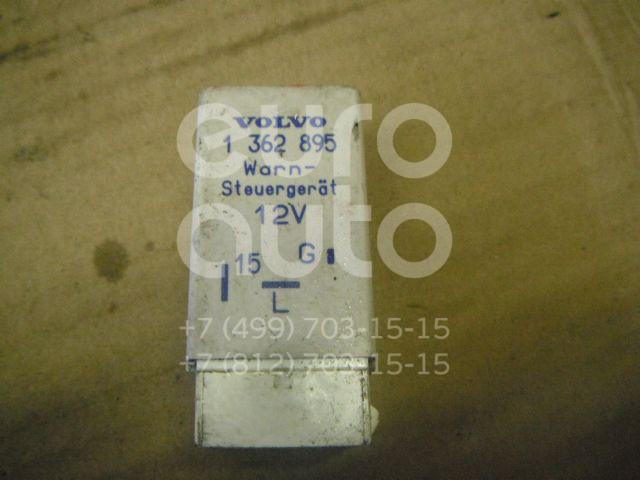 VOLVO
1 362 895
Warn-
Steuergerät
12V
15 G
L
euro
auto
+7 (499) 703-15-15
+7 (812) 703-15-15